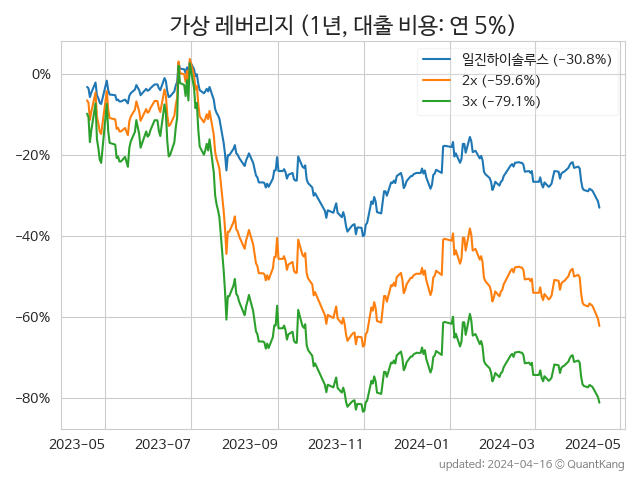 가상 레버리지 (1년, 대출 비용: 연 5%)
일진하이솔루스 (−30.8%)
2x (−59.6%)
3x (−79.1%)
0%
−20%
−40%
−60%
−80%
2023−05 2023−07 2023−09 2023−11 2024−01 2024−03 2024−05
updated: 2024-04-16 © QuantKang